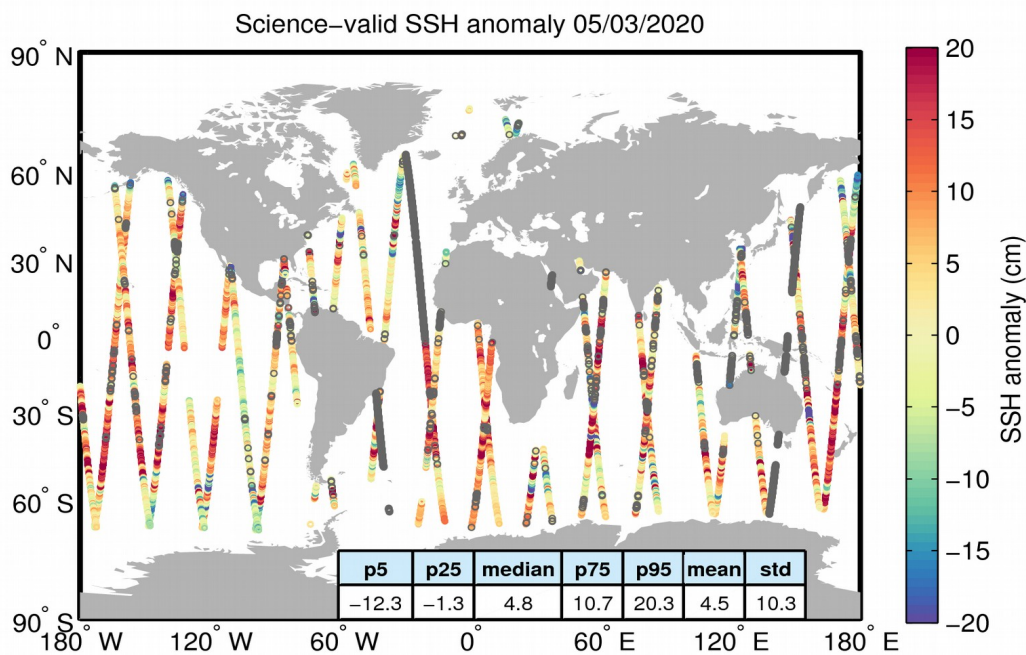 Science−valid SSH anomaly 05/03/2020
90° N
60° N
30° N
0°
30° S
60° S
90° S
180° W
120° W
60° W
0°
60° E
120° E
180° E
p5 p25 median p75 p95 mean std
−12.3 −1.3 4.8 10.7 20.3 4.5 10.3
20
15
10
5
0
−5
−10
−15
−20
SSH anomaly (cm)